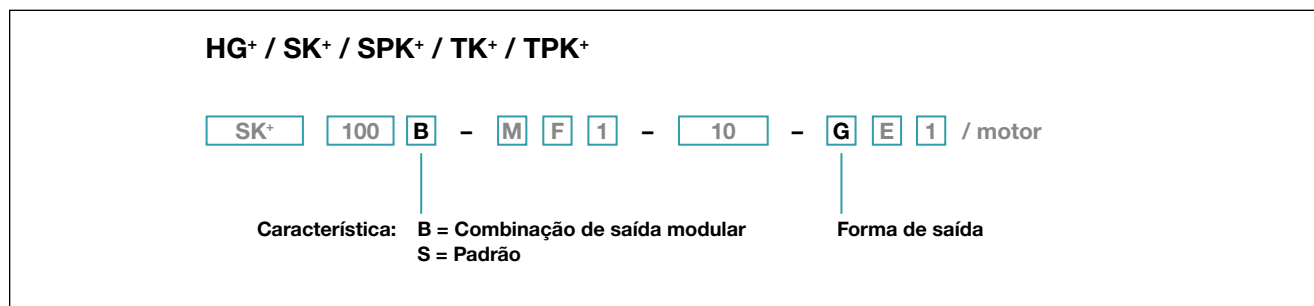 HG⁺ / SK⁺ / SPK⁺ / TK⁺ / TPK⁺
SK⁺ 100 B – M F 1 – 10 – G E 1 / motor
Característica: B = Combinação de saída modular Forma de saída
S = Padrão